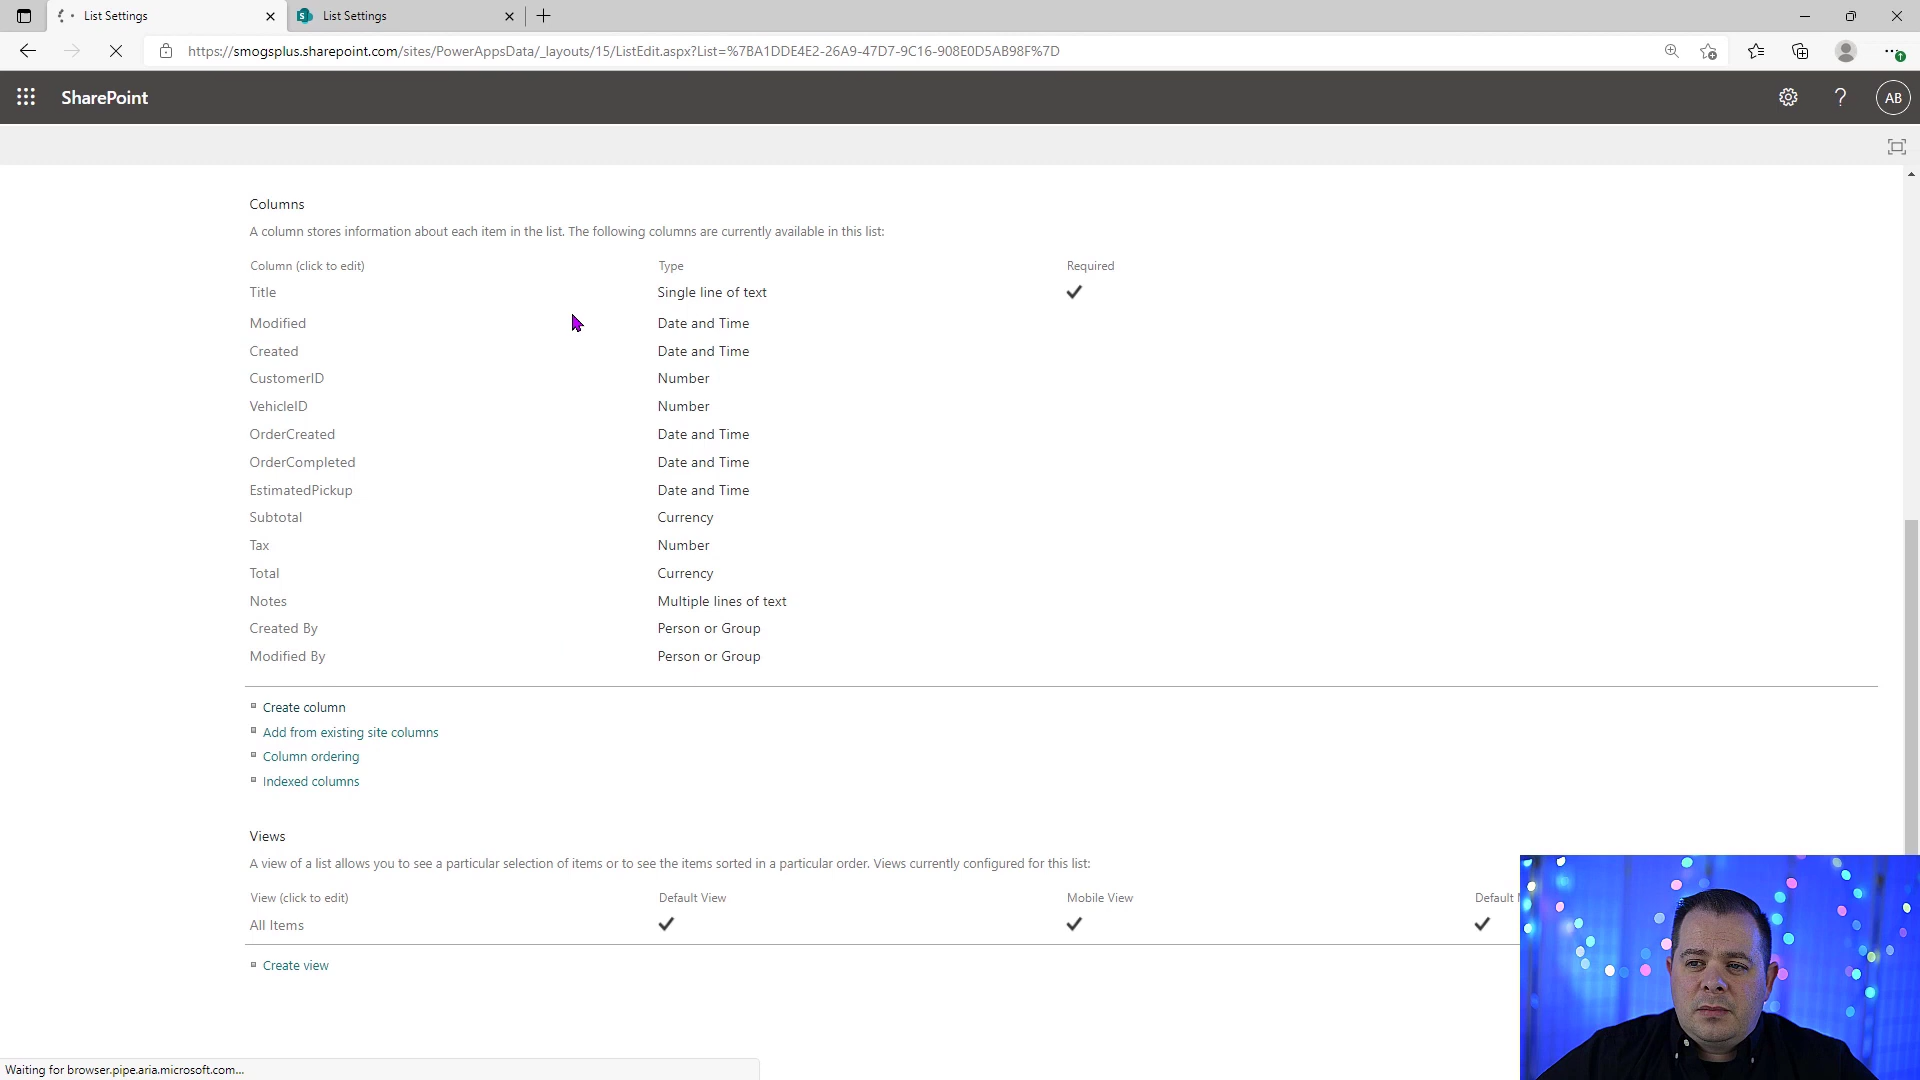 List Settings
List Settings
https://smogsplus.sharepoint.com/sites/PowerAppsData/_layouts/15/ListEdit.aspx?List=%7BA1DDE4E2-26A9-47D7-9C16-908E0D5AB98F%7D
SharePoint
? AB
Columns
A column stores information about each item in the list. The following columns are currently available in this list:
Column (click to edit) Type Required
Title Single line of text
Modified Date and Time
Created Date and Time
CustomerID Number
VehicleID Number
OrderCreated Date and Time
OrderCompleted Date and Time
EstimatedPickup Date and Time
Subtotal Currency
Tax Number
Total Currency
Notes Multiple lines of text
Created By Person or Group
Modified By Person or Group
Create column
Add from existing site columns
Column ordering
Indexed columns
Views
A view of a list allows you to see a particular selection of items or to see the items sorted in a particular order. Views currently configured for this list:
View (click to edit) Default View Mobile View Default
All Items
Create view
Waiting for browser.pipe.aria.microsoft.com...